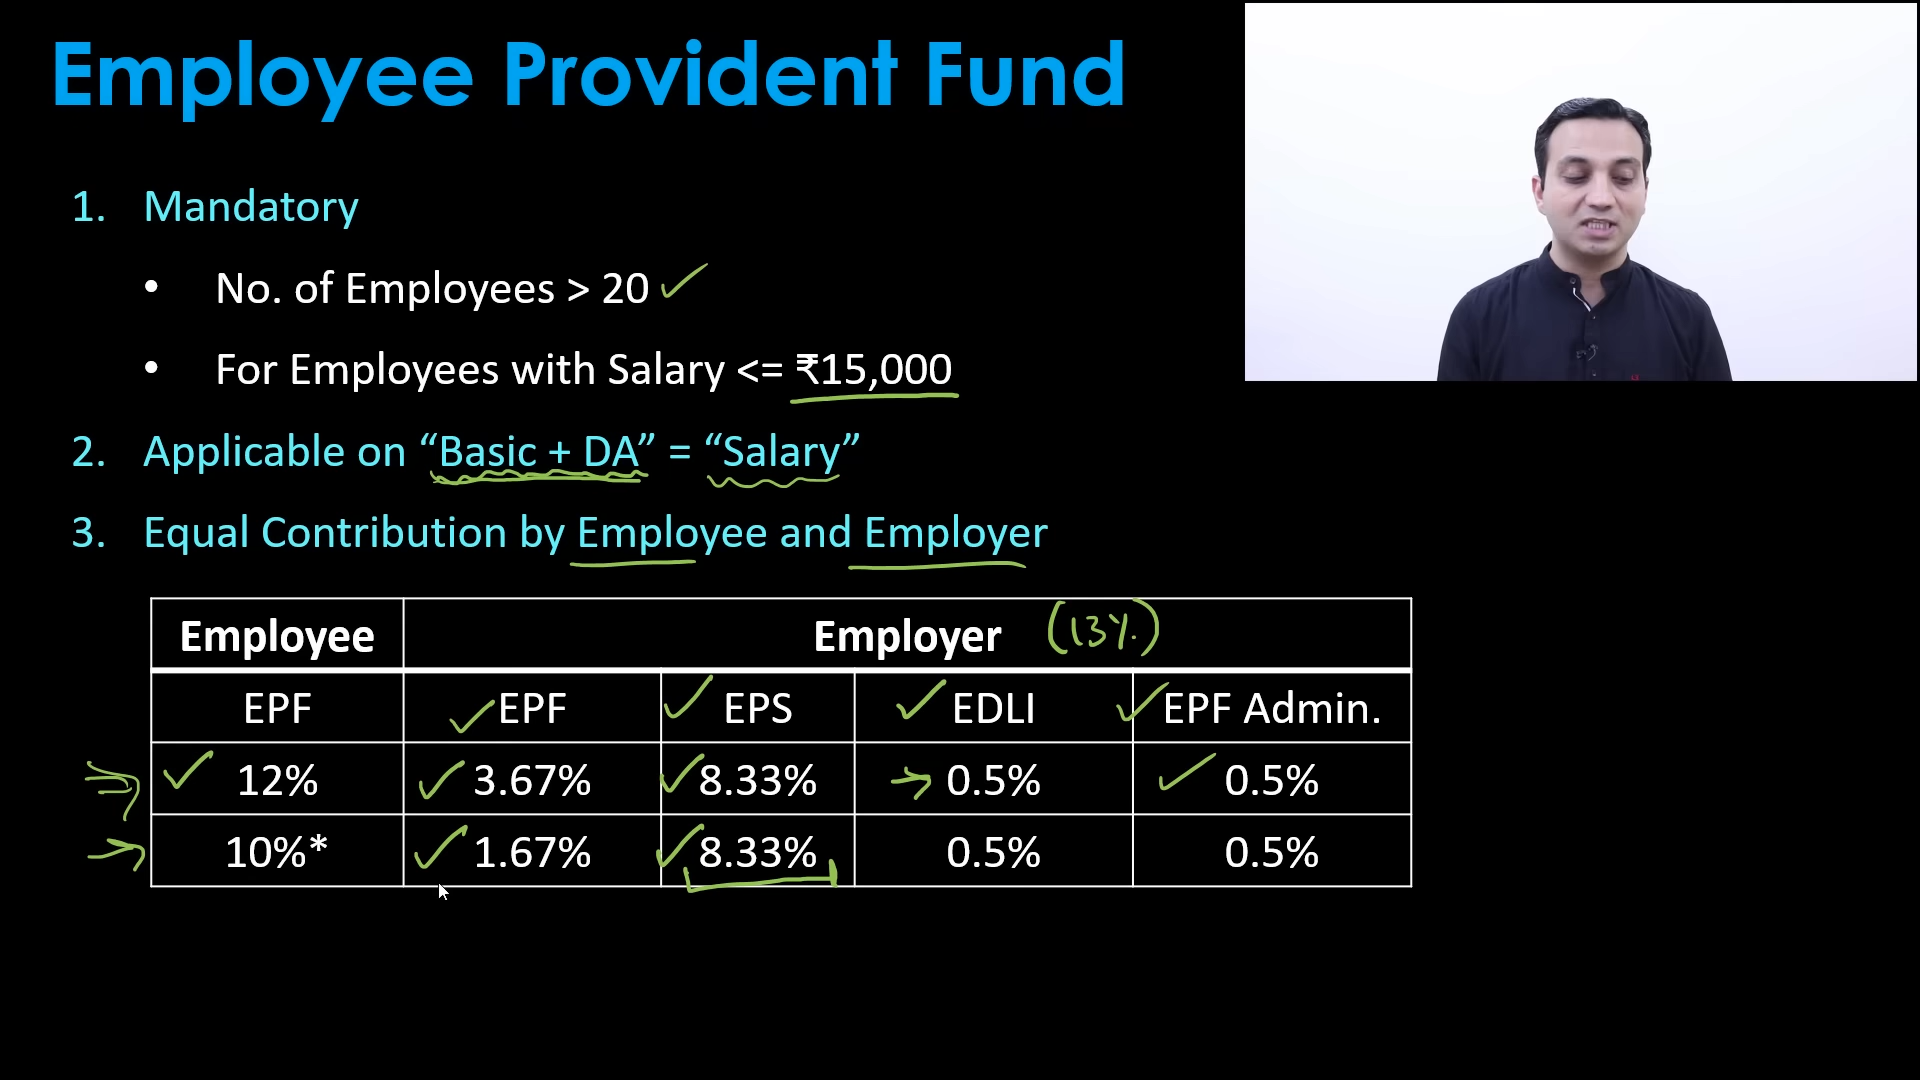 Employee Provident Fund
1. Mandatory
• No. of Employees > 20
• For Employees with Salary <= ₹15,000
2. Applicable on “Basic + DA” = “Salary”
3. Equal Contribution by Employee and Employer
Employee Employer (13%)
EPF EPF EPS EDLI EPF Admin.
12% 3.67% 8.33% 0.5% 0.5%
10%* 1.67% 8.33% 0.5% 0.5%